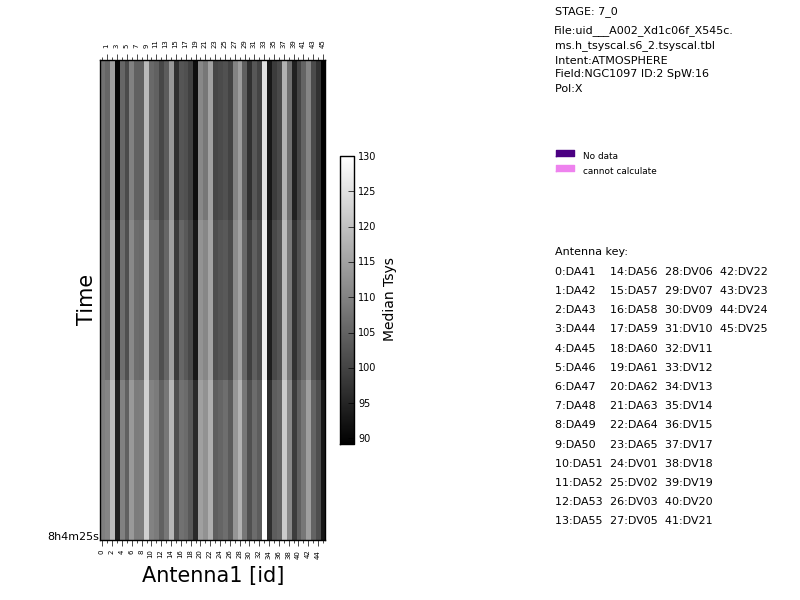 STAGE: 7_0
File:uid___A002_Xd1c06f_X545c.
ms.h_tsyscal.s6_2.tsyscal.tbl
Intent:ATMOSPHERE
Field:NGC1097 ID:2 SpW:16
Pol:X
1 3 5 7 9 11 13 15 17 19 21 23 25 27 29 31 33 35 37 39 41 43 45
No data
cannot calculate
130
125
120
115
110
105
100
95
90
Median Tsys
Time
8h4m25s
0 2 4 6 8 10 12 14 16 18 20 22 24 26 28 30 32 34 36 38 40 42 44
Antenna1 [id]
Antenna key:
0:DA41 14:DA56 28:DV06 42:DV22
1:DA42 15:DA57 29:DV07 43:DV23
2:DA43 16:DA58 30:DV09 44:DV24
3:DA44 17:DA59 31:DV10 45:DV25
4:DA45 18:DA60 32:DV11
5:DA46 19:DA61 33:DV12
6:DA47 20:DA62 34:DV13
7:DA48 21:DA63 35:DV14
8:DA49 22:DA64 36:DV15
9:DA50 23:DA65 37:DV17
10:DA51 24:DV01 38:DV18
11:DA52 25:DV02 39:DV19
12:DA53 26:DV03 40:DV20
13:DA55 27:DV05 41:DV21